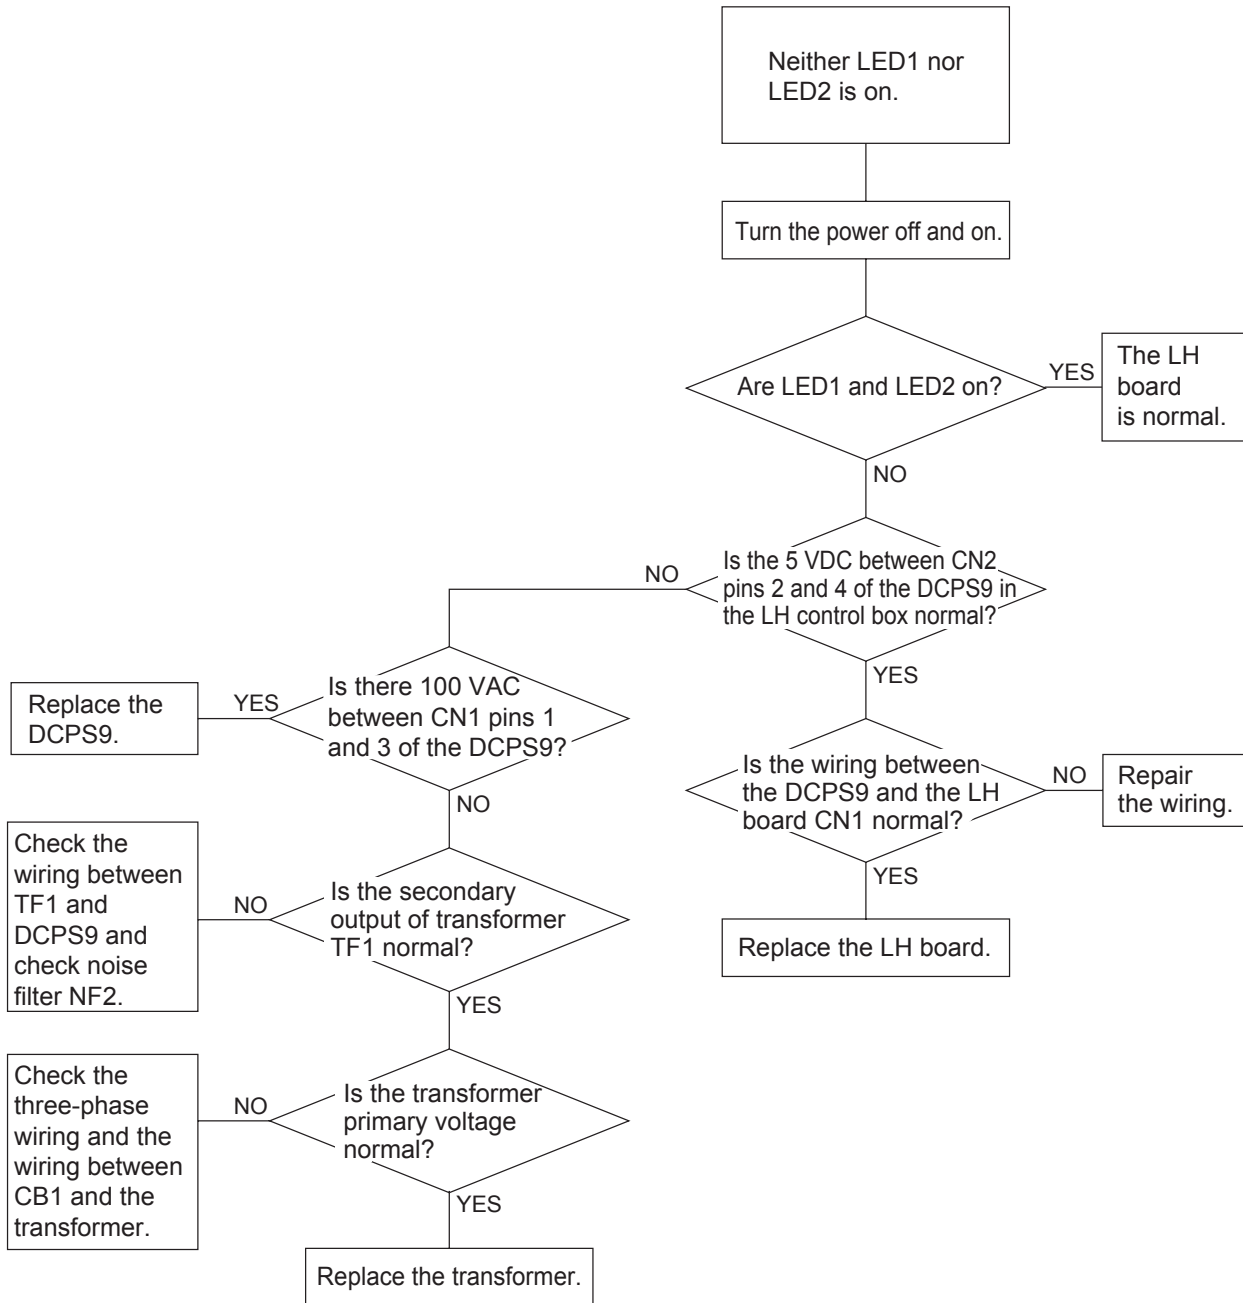 Neither LED1 nor
LED2 is on.
Turn the power off and on.
Are LED1 and LED2 on?
YES
The LH
board
is normal.
NO
Is the 5 VDC between CN2
pins 2 and 4 of the DCPS9 in
the LH control box normal?
NO
YES
Is there 100 VAC
between CN1 pins 1
and 3 of the DCPS9?
YES
Replace the
DCPS9.
NO
Is the wiring between
the DCPS9 and the LH
board CN1 normal?
NO
Repair
the wiring.
YES
Replace the LH board.
Is the secondary
output of transformer
TF1 normal?
NO
Check the
wiring between
TF1 and
DCPS9 and
check noise
filter NF2.
YES
Is the transformer
primary voltage
normal?
NO
Check the
three-phase
wiring and the
wiring between
CB1 and the
transformer.
YES
Replace the transformer.